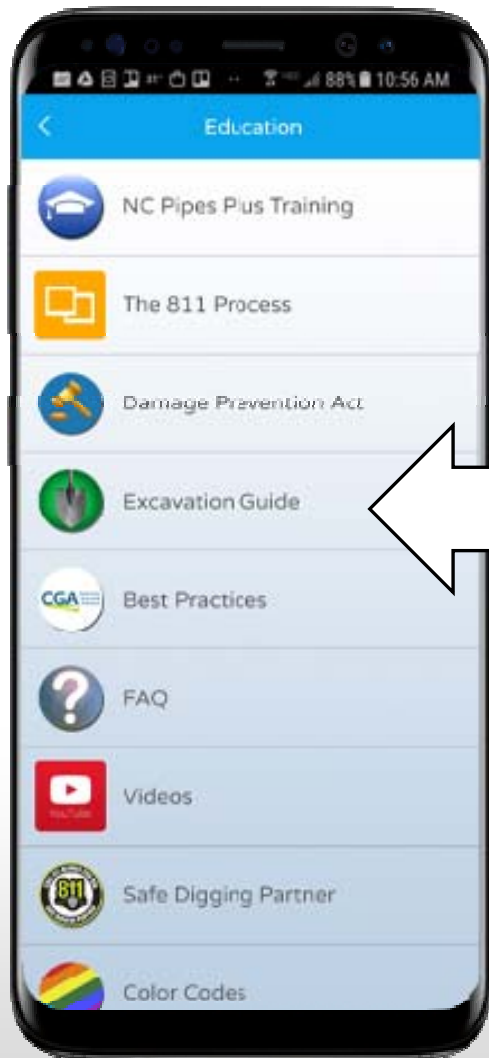 88% 10:56 AM
Education
NC Pipes Plus Training
The 811 Process
Damage Prevention Act
Excavation Guide
CGA
Best Practices
FAQ
Videos
811
Safe Digging Partner
Color Codes